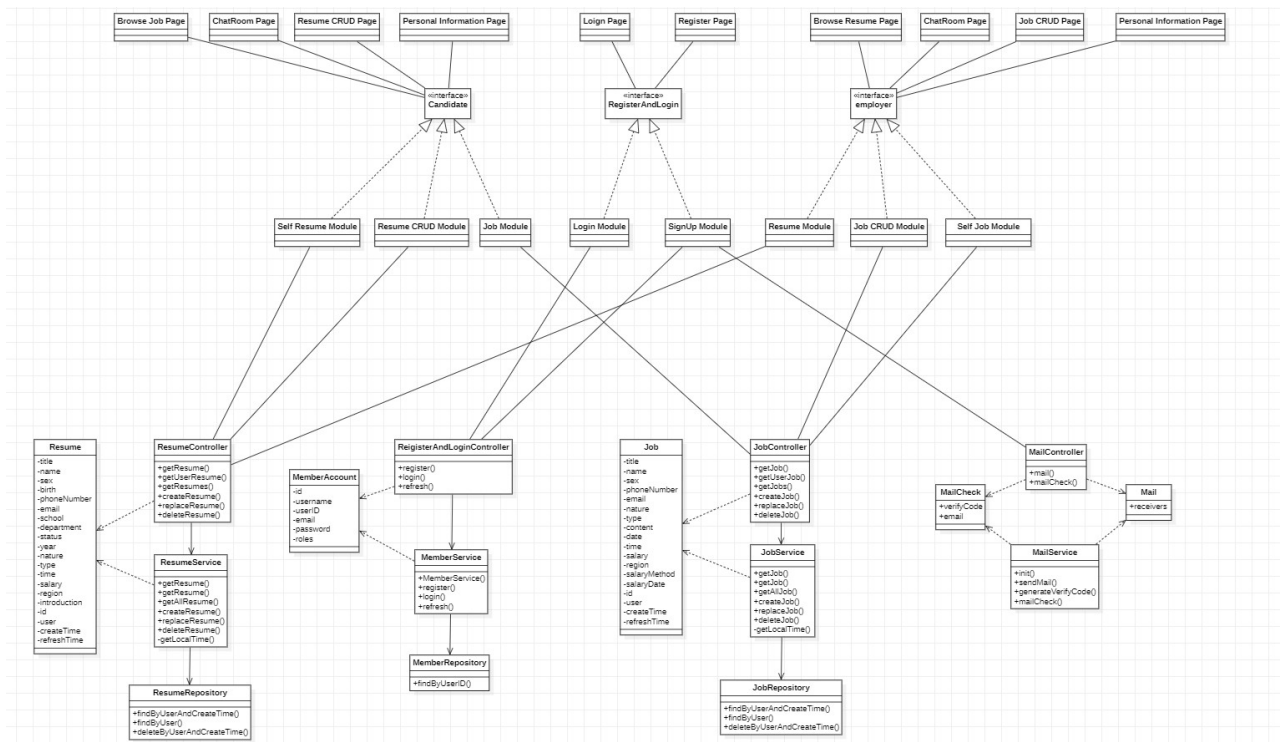 Browse Job Page
ChatRoom Page
Resume CRUD Page
Personal Information Page
Loign Page
Register Page
Browse Resume Page
ChatRoom Page
Job CRUD Page
Personal Information Page
«interface»
Candidate
«interface»
RegisterAndLogin
«interface»
employer
Self Resume Module
Resume CRUD Module
Job Module
Login Module
SignUp Module
Resume Module
Job CRUD Module
Self Job Module
Resume
-title
-name
-sex
-birth
-phoneNumber
-email
-school
-department
-status
-year
-nature
-type
-time
-salary
-region
-introduction
-id
-user
-createTime
-refreshTime
ResumeController
+getResume()
+getUserResume()
+getResumes()
+createResume()
+replaceResume()
+deleteResume()
ResumeService
+getResume()
+getResume()
+getAllResume()
+createResume()
+replaceResume()
+deleteResume()
-getLocalTime()
ResumeRepository
+findByUserAndCreateTime()
+findByUser()
+deleteByUserAndCreateTime()
MemberAccount
-id
-username
-userID
-email
-password
-roles
ReigisterAndLoginController
+register()
+login()
+refresh()
MemberService
+MemberService()
+register()
+login()
+refresh()
MemberRepository
+findByUserID()
Job
-title
-name
-sex
-phoneNumber
-email
-nature
-type
-content
-date
-time
-salary
-region
-salaryMethod
-salaryDate
-id
-user
-createTime
-refreshTime
JobController
+getJob()
+getUserJob()
+getJobs()
+createJob()
+replaceJob()
+deleteJob()
JobService
+getJob()
+getJob()
+getAllJob()
+createJob()
+replaceJob()
+deleteJob()
-getLocalTime()
JobRepository
+findByUserAndCreateTime()
+findByUser()
+deleteByUserAndCreateTime()
MailController
+mail()
+mailCheck()
MailCheck
+verifyCode
+email
Mail
+receivers
MailService
+init()
+sendMail()
+generateVerifyCode()
+mailCheck()